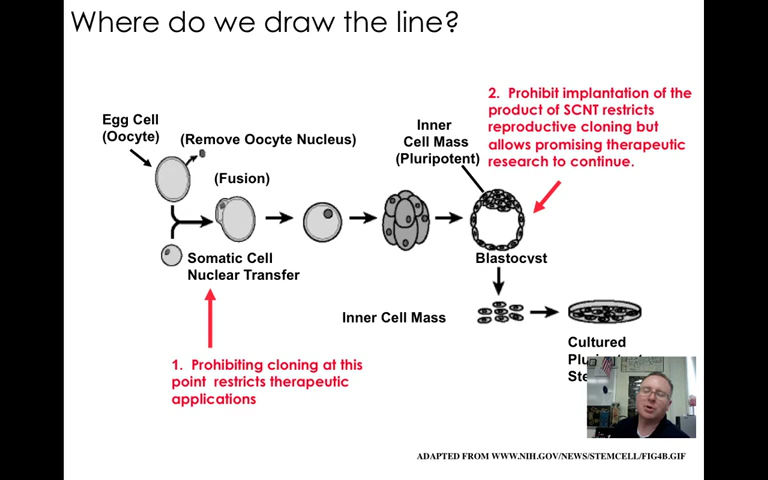 Where do we draw the line?
2. Prohibit implantation of the
product of SCNT restricts
reproductive cloning but
allows promising therapeutic
research to continue.
Egg Cell
(Oocyte)
(Remove Oocyte Nucleus)
Inner
Cell Mass
(Pluripotent)
(Fusion)
Somatic Cell
Nuclear Transfer
Blastocyst
Inner Cell Mass
Cultured
1. Prohibiting cloning at this
point restricts therapeutic
applications
ADAPTED FROM WWW.NIH.GOV/NEWS/STEMCELL/FIG4B.GIF